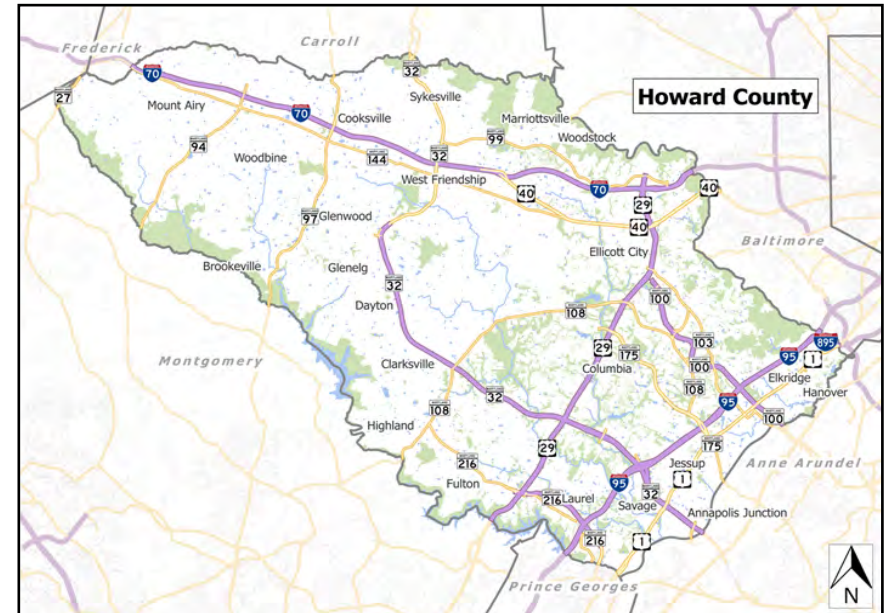 Carroll
Frederick
70
32
27
Mount Airy
Sykesville
Howard County
70
Cooksville
Marriottsville
Woodstock
94
99
Woodbine
144
32
West Friendship
40
70
40
29
97
Glenwood
40
Baltimore
Ellicott City
Brookeville
Glenelg
32
100
Dayton
108
103
895
Montgomery
29
175
95
1
Clarksville
Columbia
100
Elkridge
32
108
Hanover
108
95
100
Highland
29
175
216
Jessup
Anne Arundel
Fulton
95
1
216
Laurel
32
Savage
Annapolis Junction
216
1
Prince Georges
N